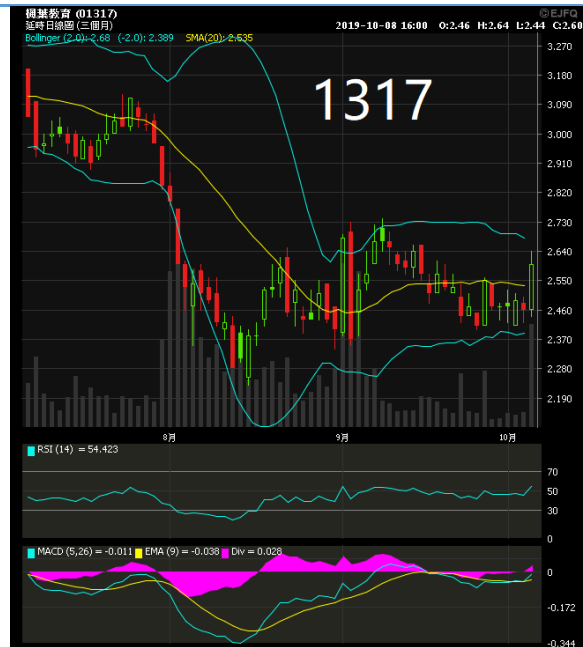 楓葉敎育 (01317)
延時日線圖 (三個月)
2019-10-08 16:00 O:2.46 H:2.64 L:2.44 C:2.60
©EJFQ
Bollinger (2.0): 2.68 (-2.0): 2.389 SMA(20): 2.535
1317
3.270
3.180
3.090
3.000
2.910
2.820
2.730
2.640
2.550
2.460
2.370
2.280
2.190
8月 9月 10月
RSI (14) = 54.423
70
50
30
0
MACD (5,26) = -0.011 EMA (9) = -0.038 Div = 0.028
0
-0.172
-0.344